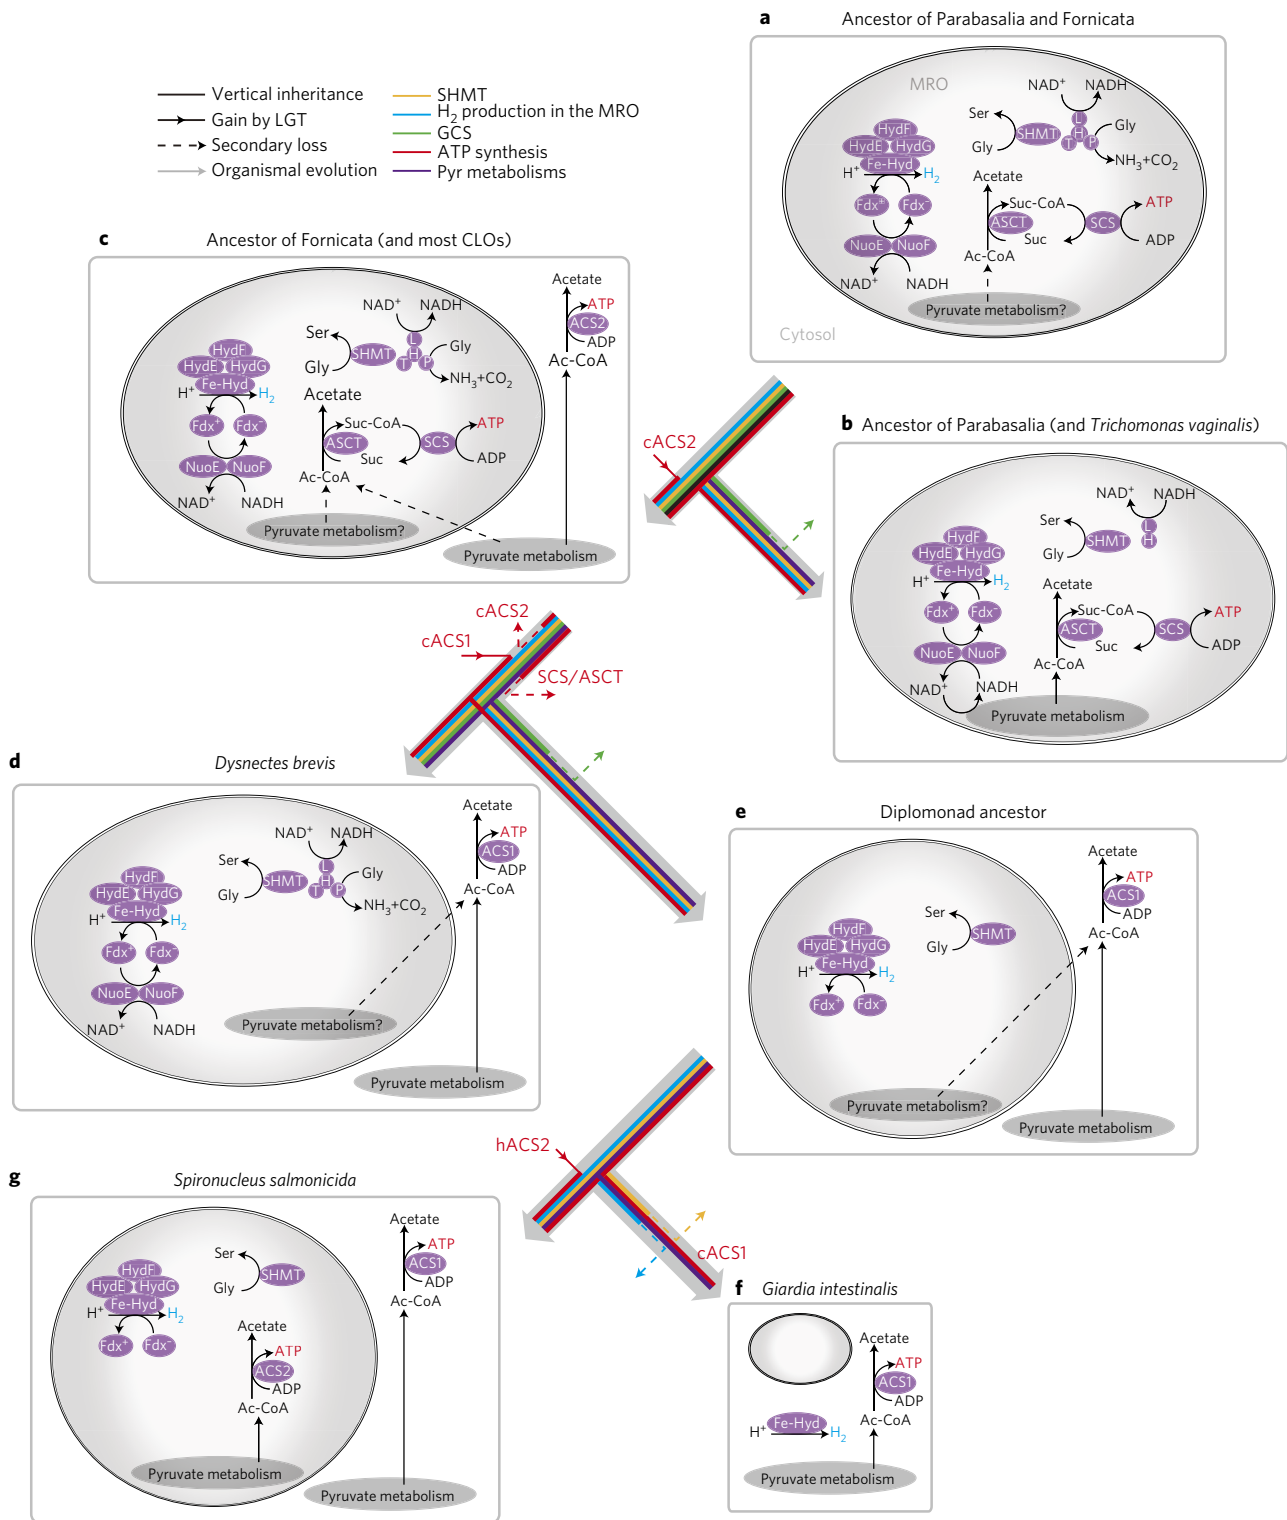 a Ancestor of Parabasalia and Fornicata
Vertical inheritance
Gain by LGT
Secondary loss
Organismal evolution
SHMT
H2 production in the MRO
GCS
ATP synthesis
Pyr metabolisms
MRO
NAD+ NADH
Ser
Gly
SHMT
L
H
T P
Gly
NH3+CO2
HydF
HydE HydG
Fe-Hyd
H+ H2
Fdx+ Fdx−
NuoE NuoF
NAD+ NADH
Acetate
Suc-CoA
ASCT
Suc
Ac-CoA
SCS
ATP
ADP
Pyruvate metabolism?
Cytosol
c Ancestor of Fornicata (and most CLOs)
NAD+ NADH
Ser
Gly
SHMT
L
H
T P
Gly
NH3+CO2
HydF
HydE HydG
Fe-Hyd
H+ H2
Fdx+ Fdx−
NuoE NuoF
NAD+ NADH
Acetate
Suc-CoA
ASCT
Suc
Ac-CoA
SCS
ATP
ADP
Pyruvate metabolism?
Acetate
ATP
ACS2
ADP
Ac-CoA
Pyruvate metabolism
cACS2
b Ancestor of Parabasalia (and Trichomonas vaginalis)
NAD+ NADH
Ser
Gly
SHMT
L
H
HydF
HydE HydG
Fe-Hyd
H+ H2
Fdx+ Fdx−
NuoE NuoF
NAD+ NADH
Acetate
Suc-CoA
ASCT
Suc
Ac-CoA
SCS
ATP
ADP
Pyruvate metabolism
cACS2
cACS1
SCS/ASCT
d Dysnectes brevis
NAD+ NADH
Ser
Gly
SHMT
L
H
T P
Gly
NH3+CO2
HydF
HydE HydG
Fe-Hyd
H+ H2
Fdx+ Fdx−
NuoE NuoF
NAD+ NADH
Pyruvate metabolism?
Acetate
ATP
ACS1
ADP
Ac-CoA
Pyruvate metabolism
e Diplomonad ancestor
Ser
Gly
SHMT
HydF
HydE HydG
Fe-Hyd
H+ H2
Fdx+ Fdx−
Pyruvate metabolism?
Acetate
ATP
ACS1
ADP
Ac-CoA
Pyruvate metabolism
hACS2
cACS1
g Spironucleus salmonicida
Ser
Gly
SHMT
HydF
HydE HydG
Fe-Hyd
H+ H2
Fdx+ Fdx−
Acetate
ATP
ACS2
ADP
Ac-CoA
Pyruvate metabolism
Acetate
ATP
ACS1
ADP
Ac-CoA
Pyruvate metabolism
f Giardia intestinalis
Acetate
ATP
ACS1
ADP
Ac-CoA
Fe-Hyd
H+ H2
Pyruvate metabolism